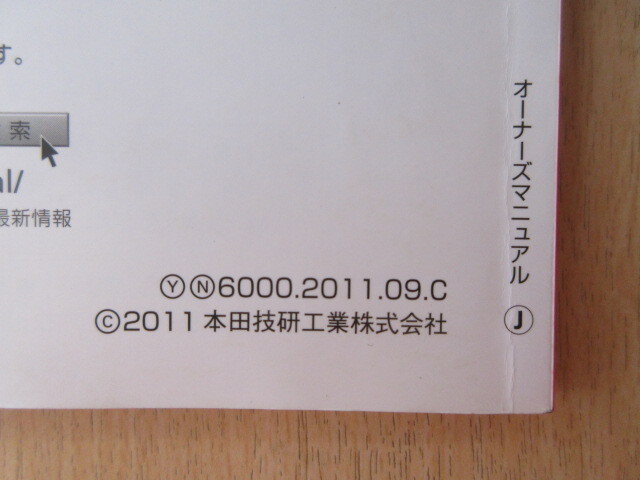 す。
索
al/
最新情報
ⓎⓃ6000.2011.09.C
©2011 本田技研工業株式会社
オーナーズマニュアル Ⓙ